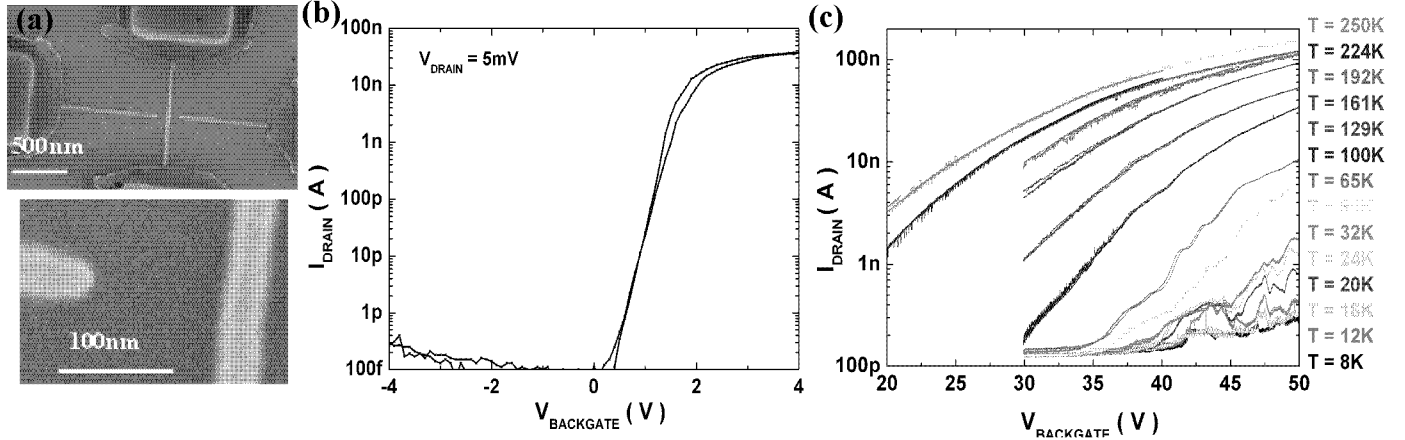 (a)
500nm
100nm
(b)
100n
10n
1n
100p
10p
1p
100f
I_DRAIN ( A )
V_DRAIN = 5mV
-4 -2 0 2 4
V_BACKGATE ( V )
(c)
100n
10n
1n
100p
I_DRAIN ( A )
20 25 30 35 40 45 50
V_BACKGATE ( V )
T = 250K
T = 224K
T = 192K
T = 161K
T = 129K
T = 100K
T = 65K
T = 32K
T = 24K
T = 20K
T = 16K
T = 12K
T = 8K